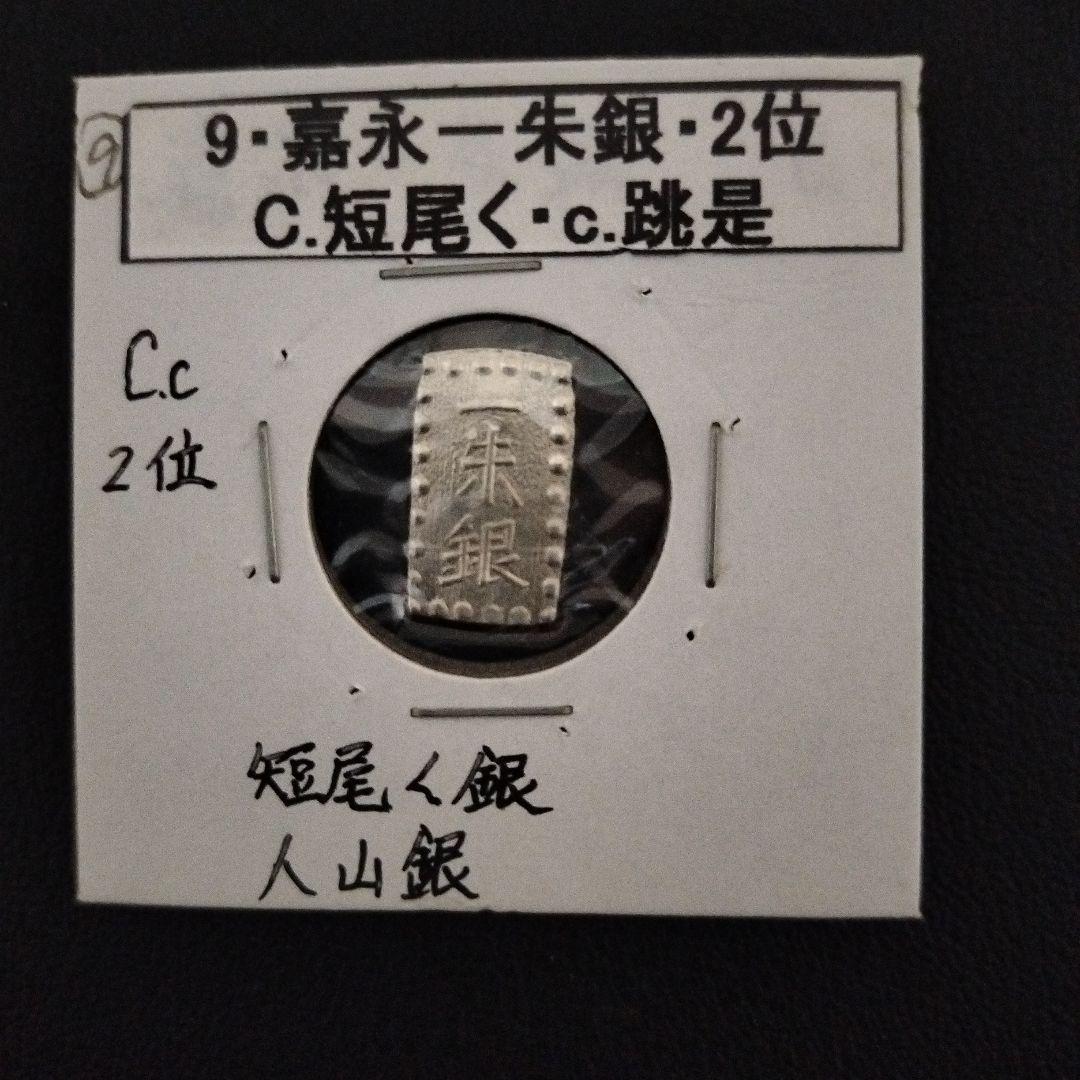 ⑨
9・嘉永一朱銀・2位
C.短尾く・c.跳是
C.c
2位
一
朱
銀
短尾く銀
人山銀